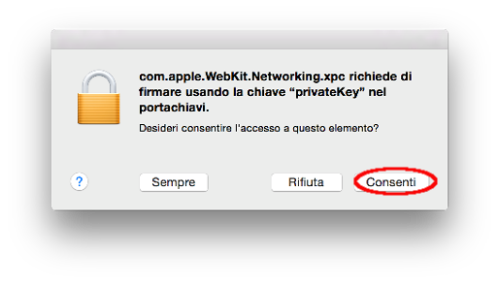 com.apple.WebKit.Networking.xpc richiede di
firmare usando la chiave “privateKey” nel
portachiavi.
Desideri consentire l'accesso a questo elemento?
?
Sempre
Rifiuta
Consenti